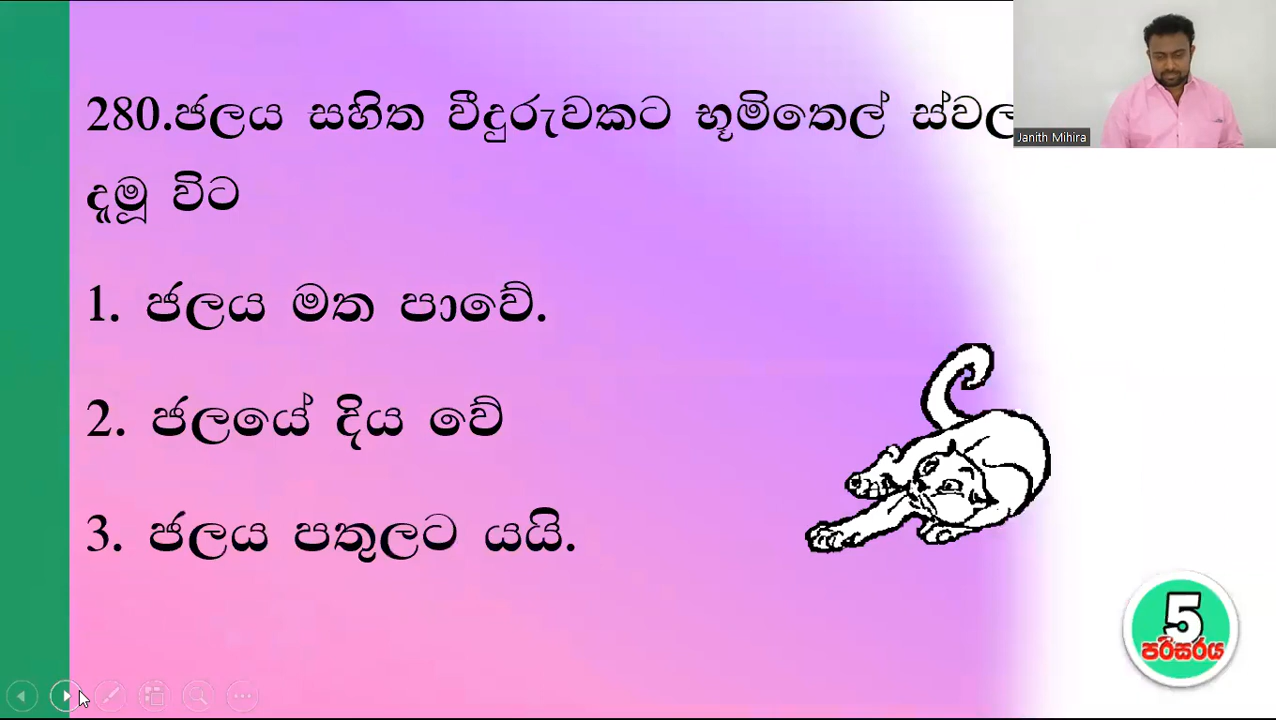 280.ජලය සහිත වීදුරුවකට භූමිතෙල්
දැමූ විට
1. ජලය මත පාවේ.
2. ජලයේ දිය වේ
3. ජලය පතුලට යයි.
Janith Mihira
5
පරිසරය